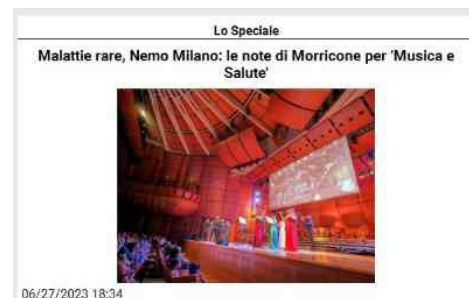 Lo Speciale
Malattie rare, Nemo Milano: le note di Morricone per 'Musica e
Salute'
06/27/2023 18:34